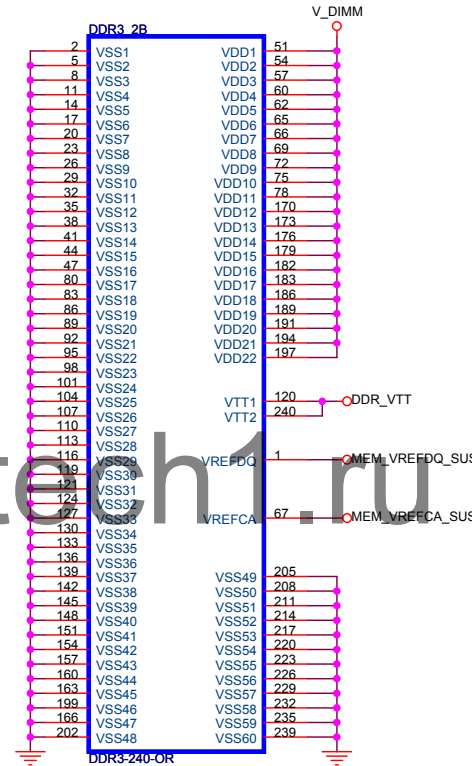 V_DIMM
DDR3_2B
2 VSS1 VDD1 51
5 VSS2 VDD2 54
8 VSS3 VDD3 57
11 VSS4 VDD4 60
14 VSS5 VDD5 62
17 VSS6 VDD6 65
20 VSS7 VDD7 66
23 VSS8 VDD8 69
26 VSS9 VDD9 72
29 VSS10 VDD10 75
32 VSS11 VDD11 78
35 VSS12 VDD12 170
38 VSS13 VDD13 173
41 VSS14 VDD14 176
44 VSS15 VDD15 179
47 VSS16 VDD16 182
80 VSS17 VDD17 183
83 VSS18 VDD18 186
86 VSS19 VDD19 189
89 VSS20 VDD20 191
92 VSS21 VDD21 194
95 VSS22 VDD22 197
98 VSS23
101 VSS24
104 VSS25 VTT1 120 DDR_VTT
107 VSS26 VTT2 240
110 VSS27
113 VSS28
116 VSS29 VREFDQ 1 MEM_VREFDQ_SUS
119 VSS30
121 VSS31
124 VSS32
127 VSS33 VREFCA 67 MEM_VREFCA_SUS
130 VSS34
133 VSS35
136 VSS36
139 VSS37 VSS49 205
142 VSS38 VSS50 208
145 VSS39 VSS51 211
148 VSS40 VSS52 214
151 VSS41 VSS53 217
154 VSS42 VSS54 220
157 VSS43 VSS55 223
160 VSS44 VSS56 226
163 VSS45 VSS57 229
199 VSS46 VSS58 232
166 VSS47 VSS59 235
202 VSS48 VSS60 239
DDR3-240-OR
tech1.ru